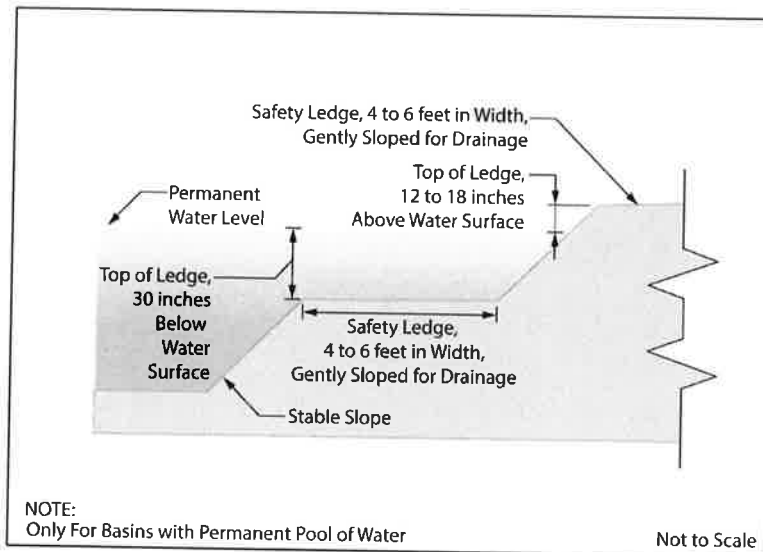 Safety Ledge, 4 to 6 feet in Width,
Gently Sloped for Drainage
Top of Ledge,
12 to 18 inches
Above Water Surface
Permanent
Water Level
Top of Ledge,
30 inches
Below
Water
Surface
Safety Ledge,
4 to 6 feet in Width,
Gently Sloped for Drainage
Stable Slope
NOTE:
Only For Basins with Permanent Pool of Water
Not to Scale